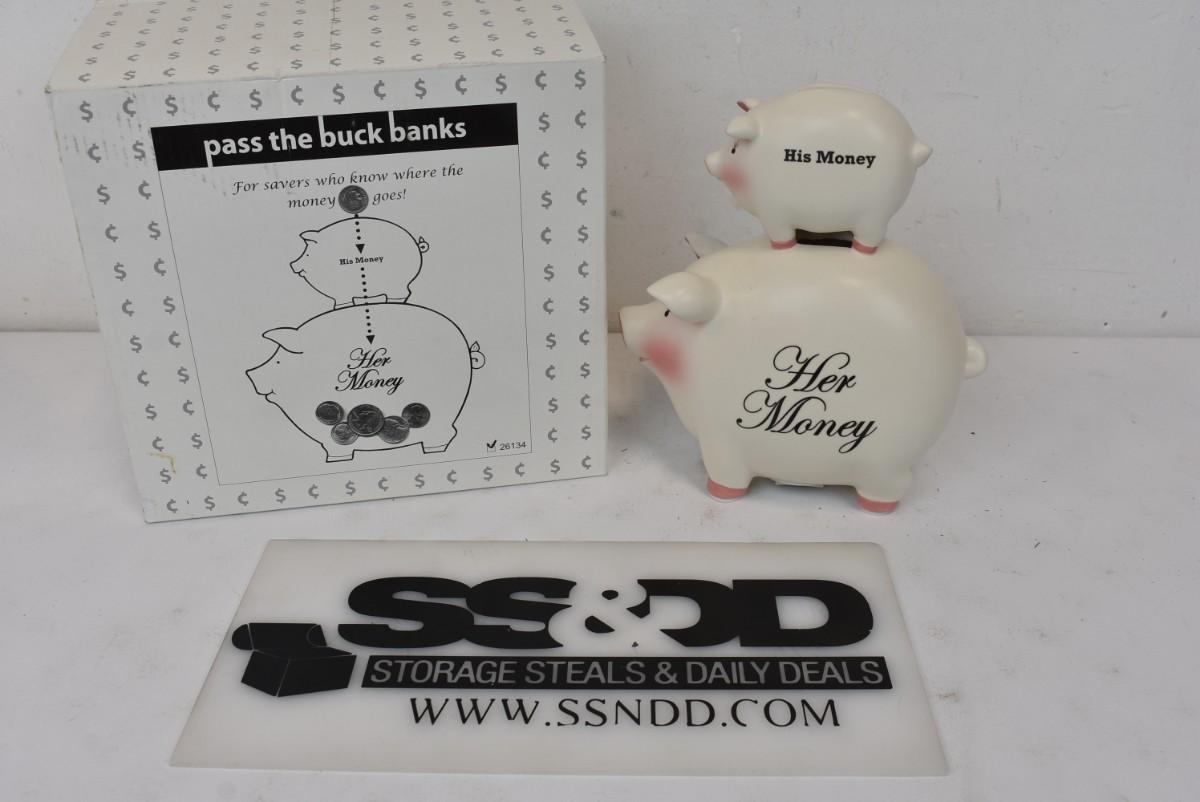 pass the buck banks
For savers who know where the
money goes!
His Money
Her
Money
26134
His Money
Her
Money
SS&DD
STORAGE STEALS & DAILY DEALS
WWW.SSNDD.COM